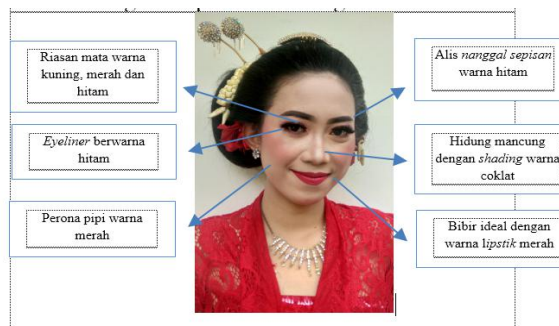 Riasan mata warna
kuning, merah dan
hitam
Alis nanggal sepisan
warna hitam
Eyeliner berwarna
hitam
Hidung mancung
dengan shading warna
coklat
Perona pipi warna
merah
Bibir ideal dengan
warna lipstik merah